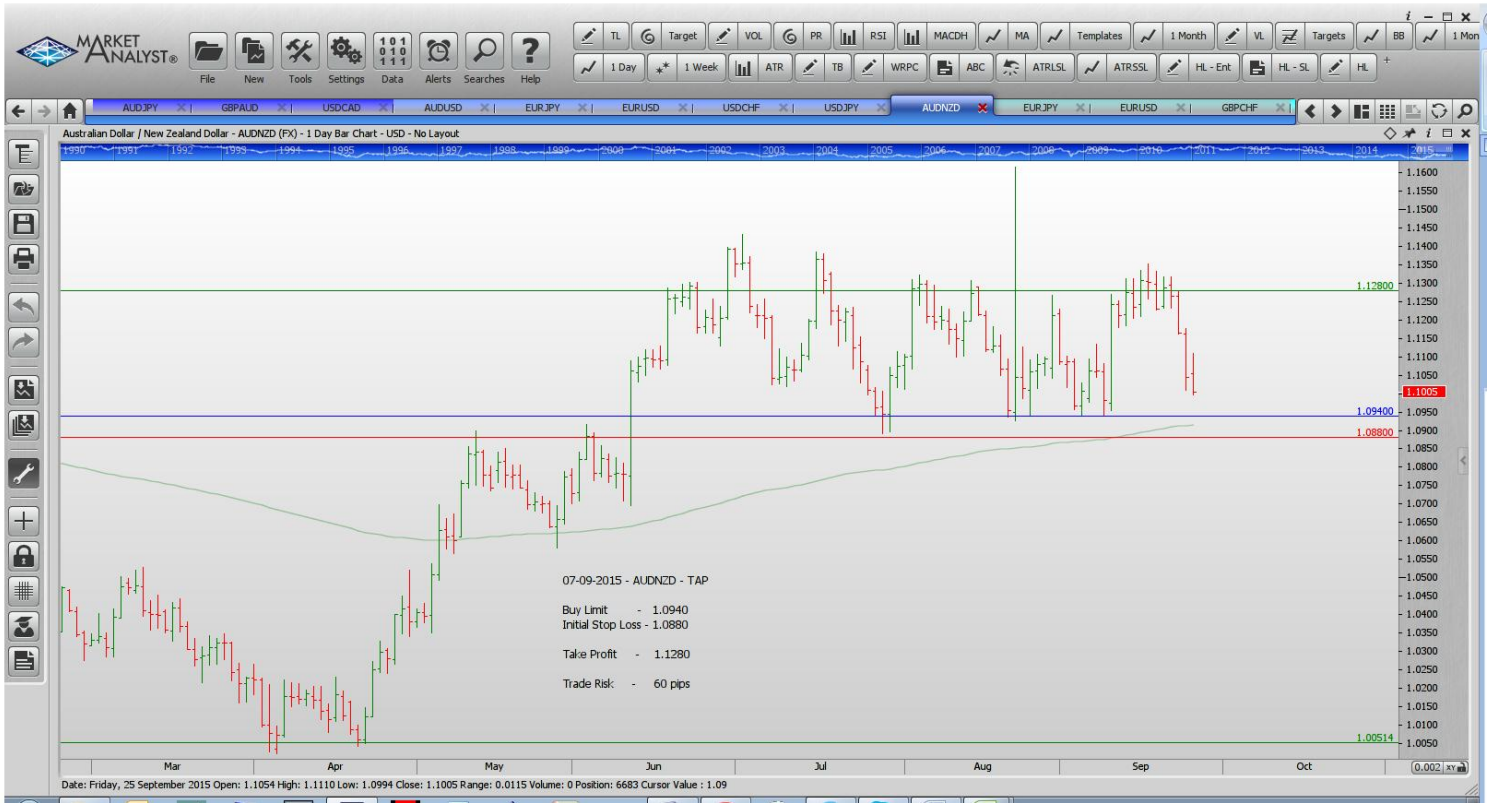 MARKET
ANALYST®
File New Tools Settings Data Alerts Searches Help
101
010
111
TL Target VOL PR RSI MACDH MA Templates 1 Month VL Targets BB 1 Mon
1 Day 1 Week ATR TB WRPC ABC ATRLSL ATRSSL HL - Ent HL - SL HL +
AUDJPY GBPAUD USDCAD AUDUSD EURJPY EURUSD USDCHF USDJPY AUDNZD EURJPY EURUSD GBPCHF
Australian Dollar / New Zealand Dollar - AUDNZD (FX) - 1 Day Bar Chart - USD - No Layout
1990 1991 1992 1993 1994 1995 1996 1997 1998 1999 2000 2001 2002 2003 2004 2005 2006 2007 2008 2009 2010 2011 2012 2013 2014 2015
1.1600
1.1550
1.1500
1.1450
1.1400
1.1350
1.1300
1.12800
1.1250
1.1200
1.1150
1.1100
1.1050
1.1005
1.0950
1.09400
1.0900
1.08800
1.0850
1.0800
1.0750
1.0700
1.0650
1.0600
1.0550
1.0500
1.0450
1.0400
1.0350
1.0300
1.0250
1.0200
1.0150
1.0100
1.00514
1.0050
07-09-2015 - AUDNZD - TAP
Buy Limit - 1.0940
Initial Stop Loss - 1.0880
Take Profit - 1.1280
Trade Risk - 60 pips
Mar Apr May Jun Jul Aug Sep Oct
0.002 XY
Date: Friday, 25 September 2015 Open: 1.1054 High: 1.1110 Low: 1.0994 Close: 1.1005 Range: 0.0115 Volume: 0 Position: 6683 Cursor Value : 1.09